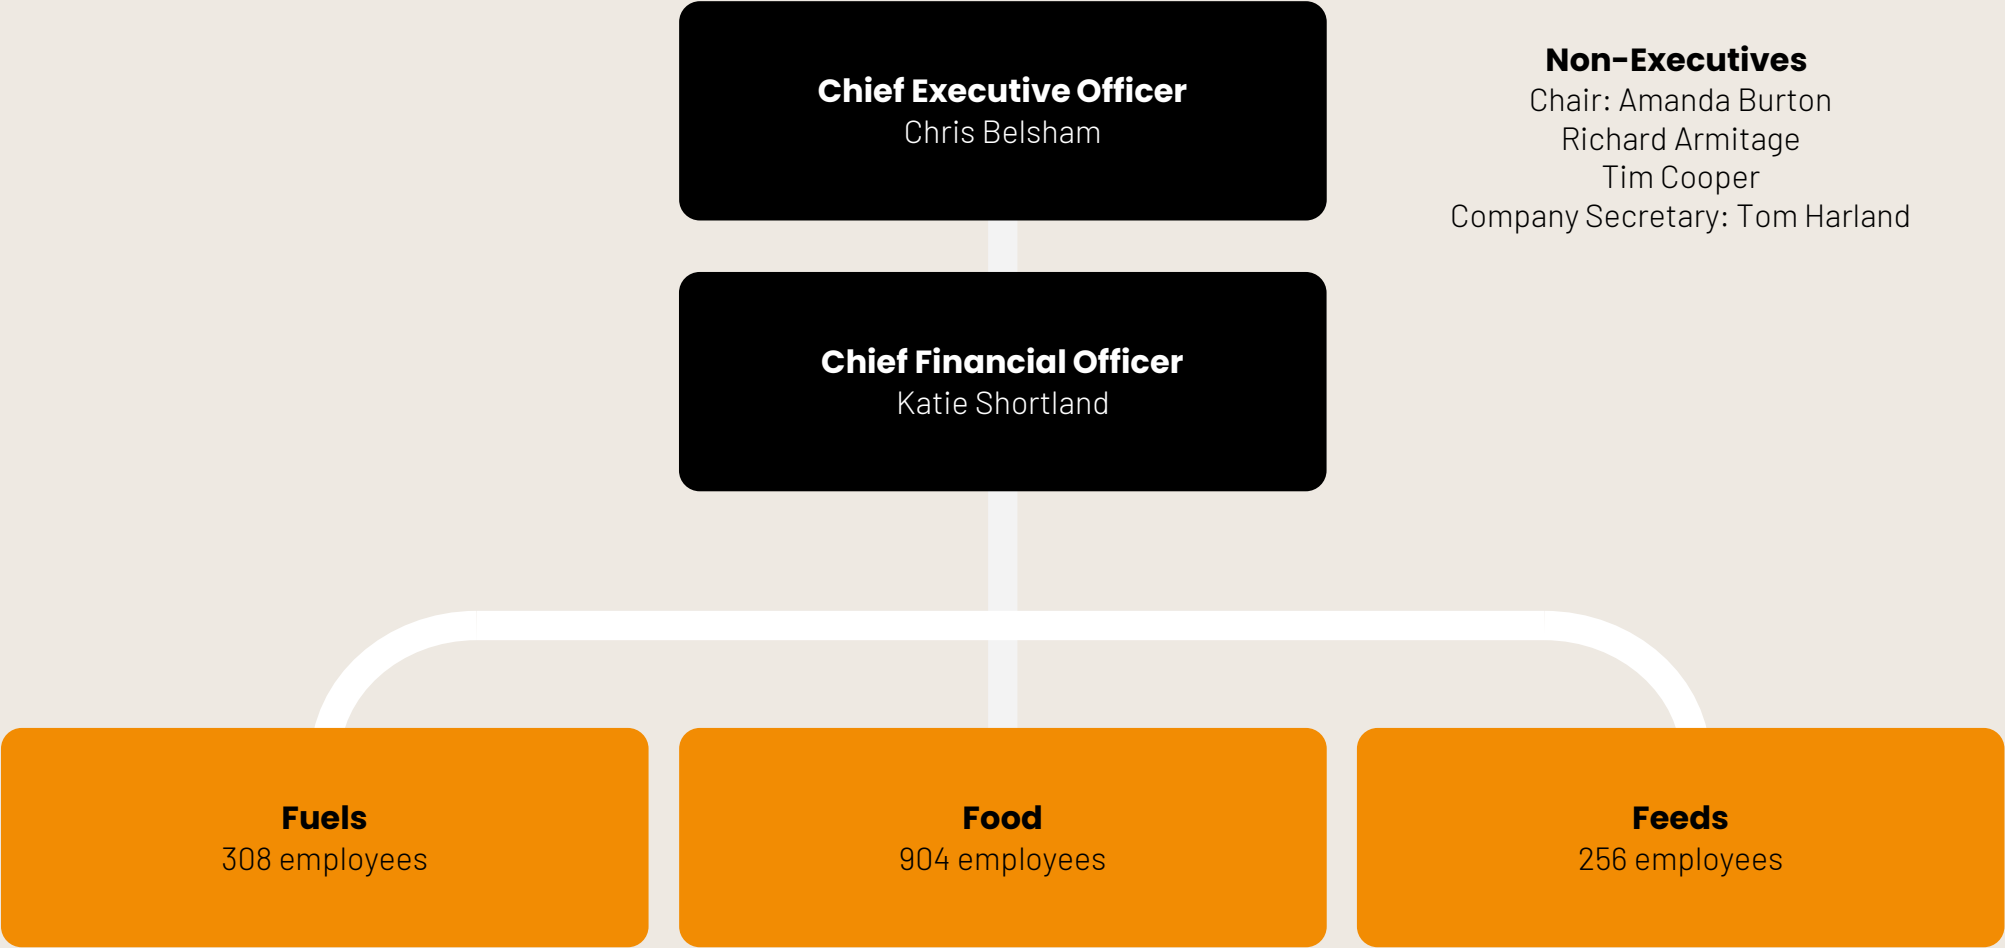 Chief Executive Officer
Chris Belsham
Non-Executives
Chair: Amanda Burton
Richard Armitage
Tim Cooper
Company Secretary: Tom Harland
Chief Financial Officer
Katie Shortland
Fuels
308 employees
Food
904 employees
Feeds
256 employees